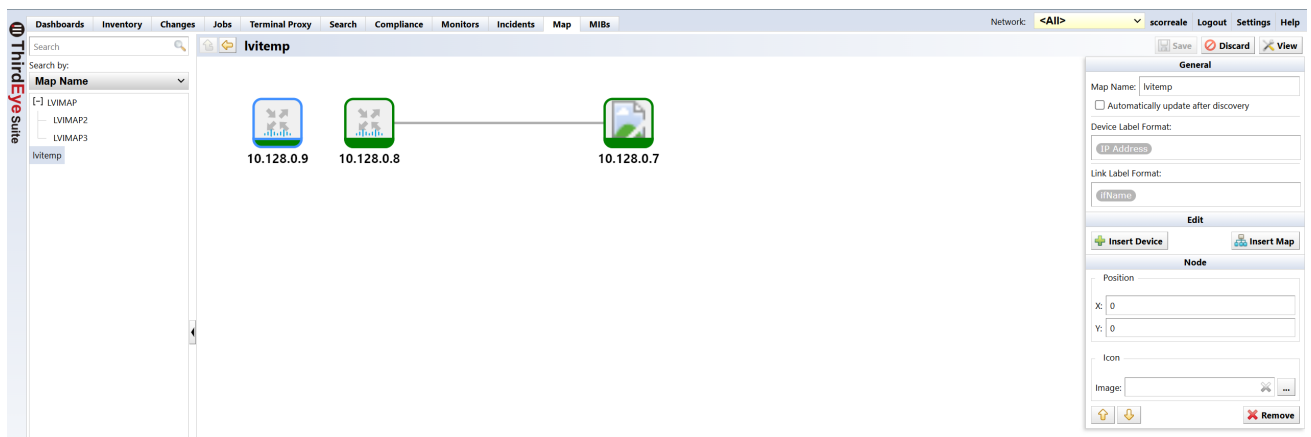 Dashboards Inventory Changes Jobs Terminal Proxy Search Compliance Monitors Incidents Map MIBs
Network: <All> scorreale Logout Settings Help
ThirdEye Suite
Search
Search by:
Map Name
[-] LVIMAP
LVIMAP2
LVIMAP3
lvitemp
lvitemp
Save Discard View
10.128.0.9
10.128.0.8
10.128.0.7
General
Map Name: lvitemp
Automatically update after discovery
Device Label Format:
IP Address
Link Label Format:
ifName
Edit
Insert Device Insert Map
Node
Position
X: 0
Y: 0
Icon
Image: ...
Remove